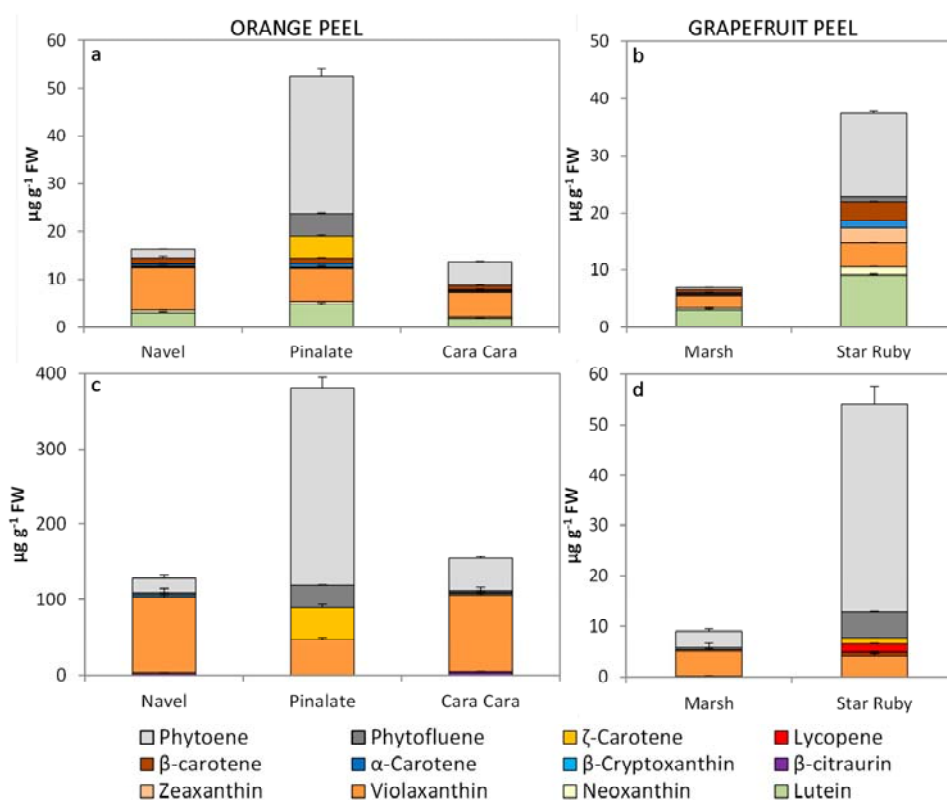 ORANGE PEEL GRAPEFRUIT PEEL
a b
60
50
40
30
20
10
0
µg g⁻¹ FW
Navel Pinalate Cara Cara
50
40
30
20
10
0
µg g⁻¹ FW
Marsh Star Ruby
c d
400
300
200
100
0
µg g⁻¹ FW
Navel Pinalate Cara Cara
60
50
40
30
20
10
0
µg g⁻¹ FW
Marsh Star Ruby
Phytoene Phytofluene ζ-Carotene Lycopene
β-carotene α-Carotene β-Cryptoxanthin β-citraurin
Zeaxanthin Violaxanthin Neoxanthin Lutein